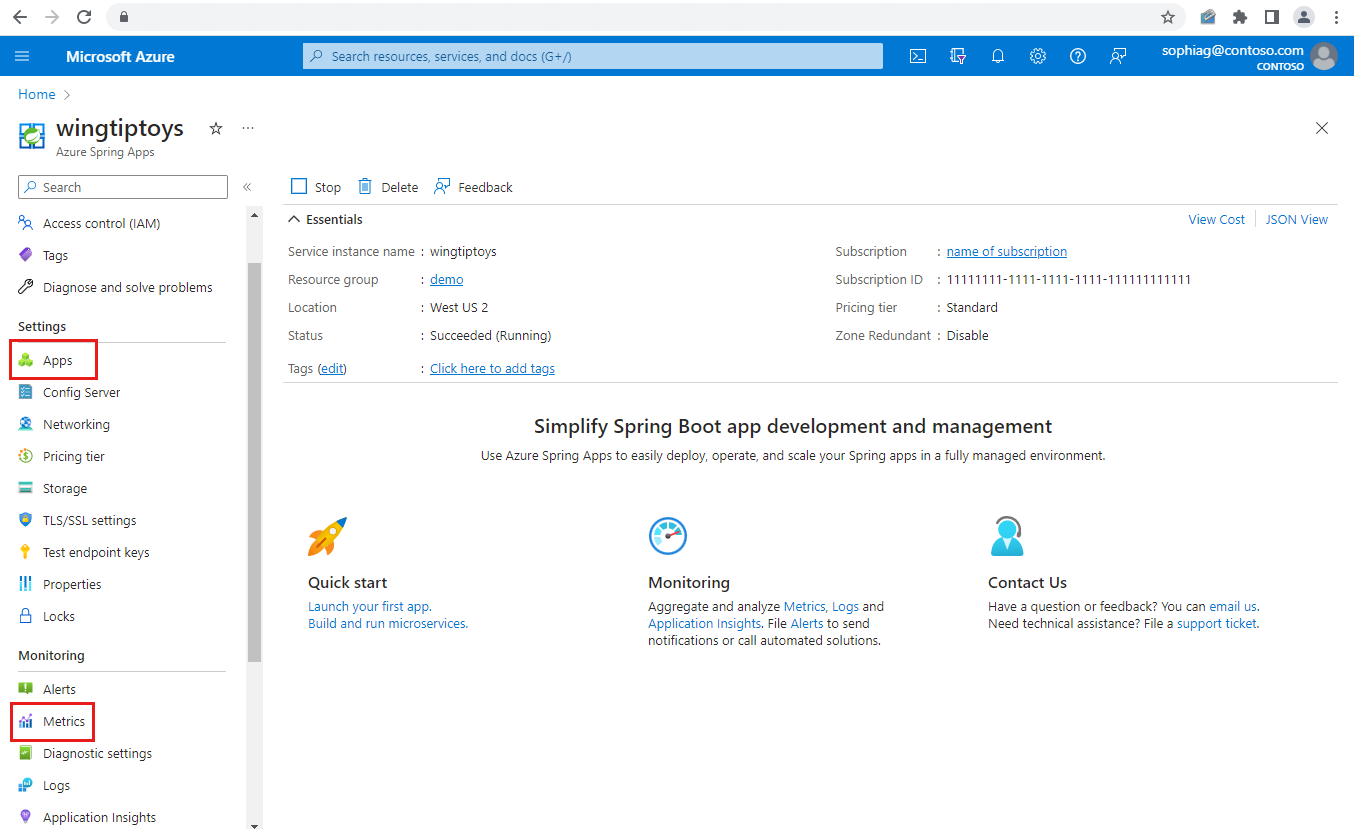 Microsoft Azure
Search resources, services, and docs (G+/)
sophiag@contoso.com
CONTOSO
Home
wingtiptoys
Azure Spring Apps
Search
Access control (IAM)
Tags
Diagnose and solve problems
Settings
Apps
Config Server
Networking
Pricing tier
Storage
TLS/SSL settings
Test endpoint keys
Properties
Locks
Monitoring
Alerts
Metrics
Diagnostic settings
Logs
Application Insights
Stop Delete Feedback
Essentials
View Cost JSON View
Service instance name : wingtiptoys
Resource group : demo
Location : West US 2
Status : Succeeded (Running)
Tags (edit) : Click here to add tags
Subscription : name of subscription
Subscription ID : 11111111-1111-1111-1111-111111111111
Pricing tier : Standard
Zone Redundant : Disable
Simplify Spring Boot app development and management
Use Azure Spring Apps to easily deploy, operate, and scale your Spring apps in a fully managed environment.
Quick start
Launch your first app.
Build and run microservices.
Monitoring
Aggregate and analyze Metrics, Logs and
Application Insights. File Alerts to send
notifications or call automated solutions.
Contact Us
Have a question or feedback? You can email us.
Need technical assistance? File a support ticket.